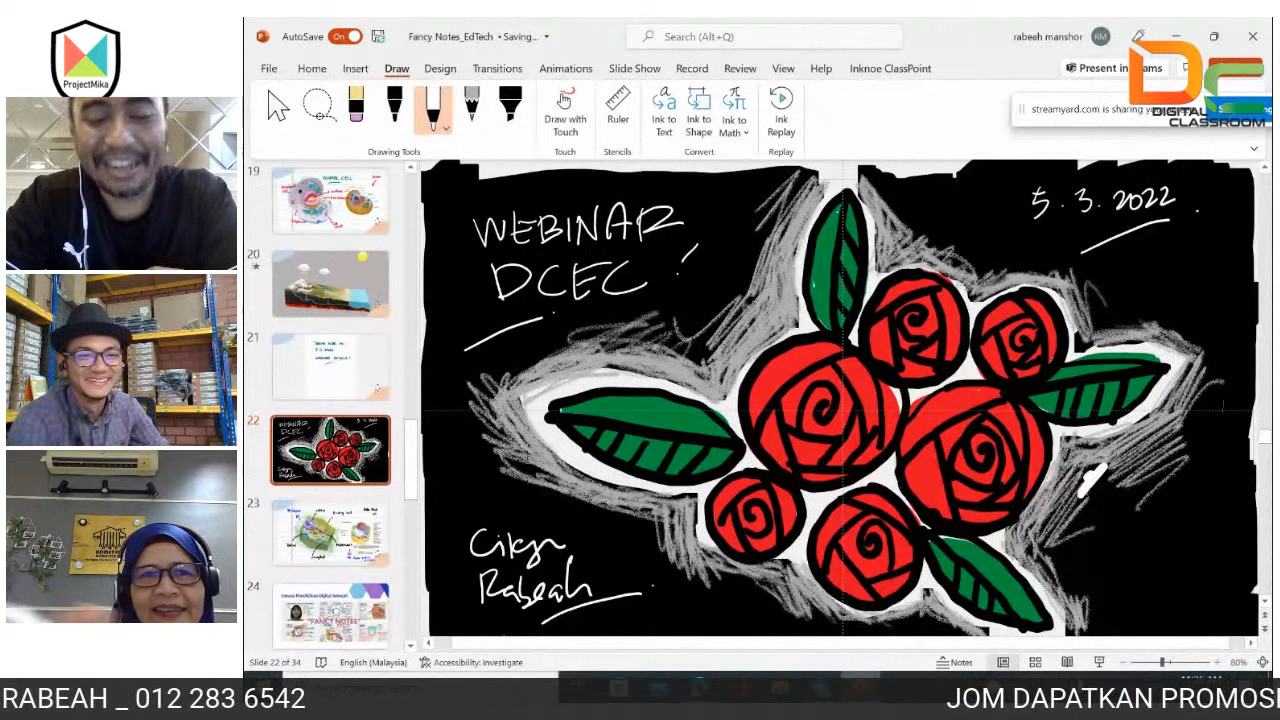 ProjectMika
AutoSave On Fancy Notes_EdTech • Saving... Search (Alt+Q) rabeah manshor RM
File Home Insert Draw Design Transitions Animations Slide Show Record Review View Help Inknoe ClassPoint Present in
DIGITAL
CLASSROOM
streamyard.com is sharing
Draw with Touch
Ruler
Ink to Text
Ink to Shape
Ink to Math
Ink Replay
Drawing Tools
Touch
Stencils
Convert
Replay
19
20
21
22
23
24
WEBINAR
DCEC
5.3.2022
Cikgu
Rabeah
"FANCY NOTES"
Slide 22 of 34 English (Malaysia) Accessibility: Investigate Notes 80%
RABEAH _ 012 283 6542
JOM DAPATKAN PROMOS